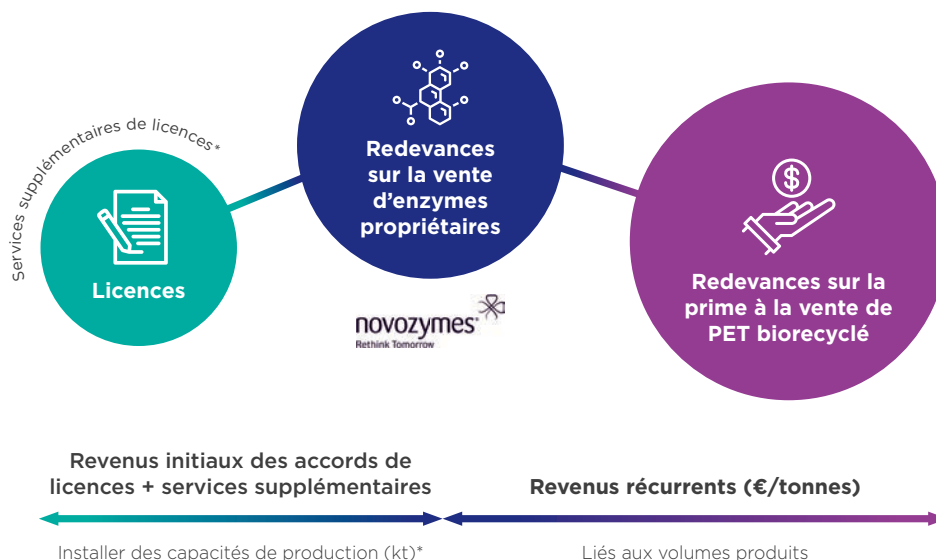 Services supplémentaires de licences*
Licences
Redevances
sur la vente
d'enzymes
propriétaires
novozymes®
Rethink Tomorrow
$
Redevances sur la
prime à la vente de
PET biorecyclé
Revenus initiaux des accords de
licences + services supplémentaires
Revenus récurrents (€/tonnes)
Installer des capacités de production (kt)*
Liés aux volumes produits